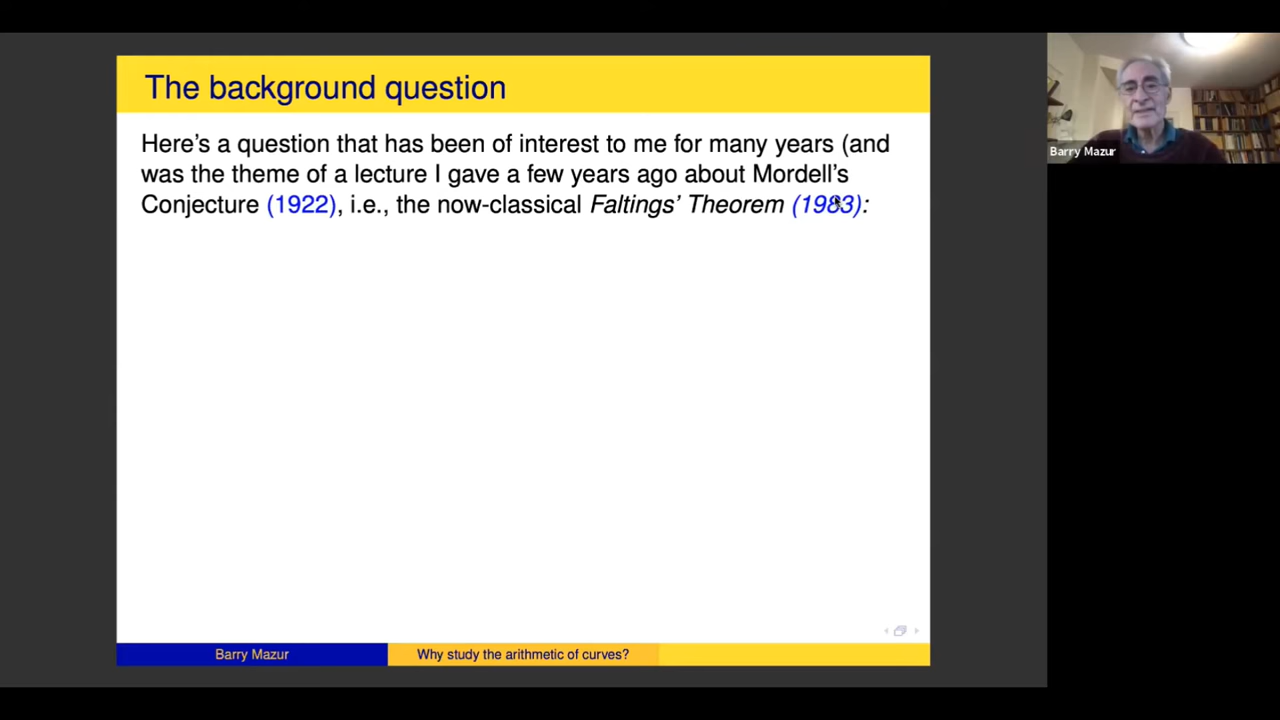 The background question
Here's a question that has been of interest to me for many years (and
was the theme of a lecture I gave a few years ago about Mordell's
Conjecture (1922), i.e., the now-classical Faltings' Theorem (1983):
Barry Mazur
Barry Mazur
Why study the arithmetic of curves?